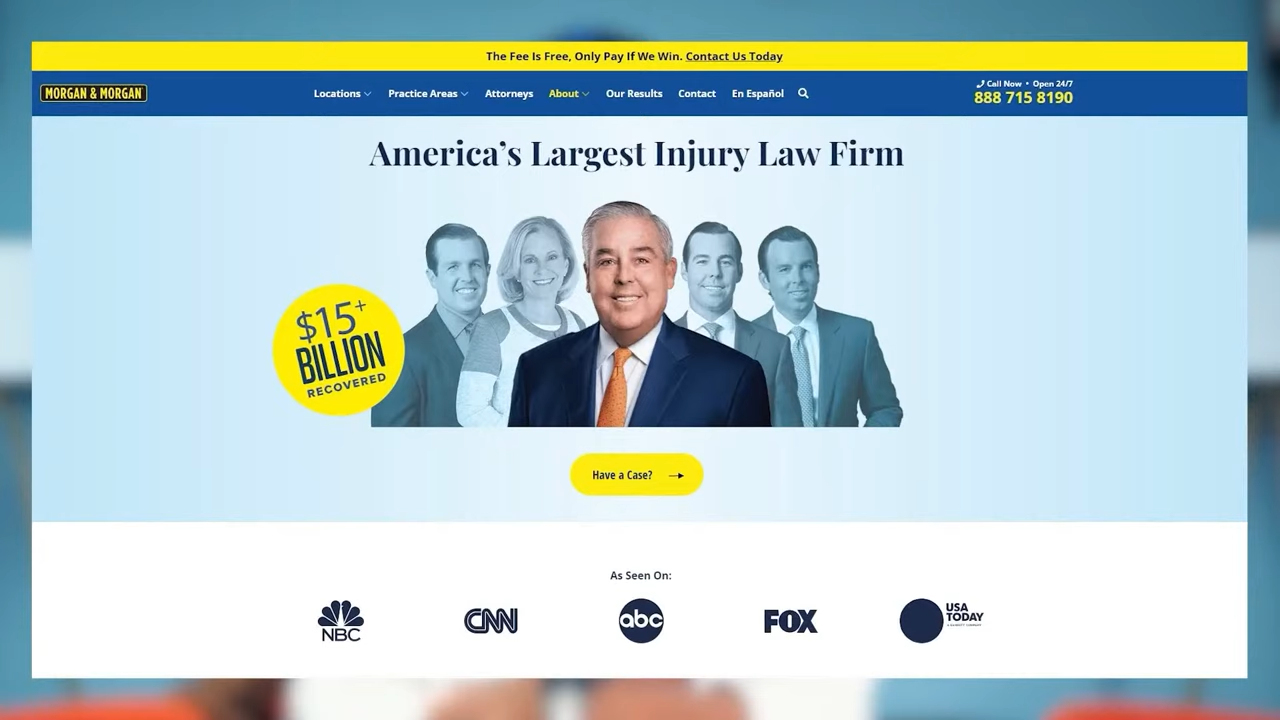 The Fee Is Free, Only Pay If We Win. Contact Us Today
MORGAN & MORGAN
Locations Practice Areas Attorneys About Our Results Contact En Español
Call Now • Open 24/7
888 715 8190
America's Largest Injury Law Firm
$15+
BILLION
RECOVERED
Have a Case?
As Seen On:
NBC
CNN
abc
FOX
USA
TODAY